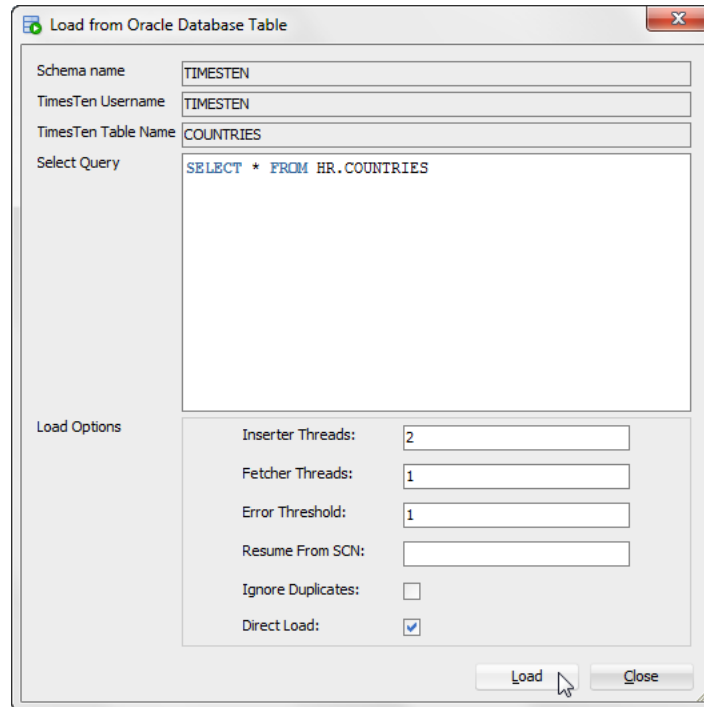 Load from Oracle Database Table
Schema name TIMESTEN
TimesTen Username TIMESTEN
TimesTen Table Name COUNTRIES
Select Query SELECT * FROM HR.COUNTRIES
Load Options
Inserter Threads: 2
Fetcher Threads: 1
Error Threshold: 1
Resume From SCN:
Ignore Duplicates:
Direct Load:
Load Close